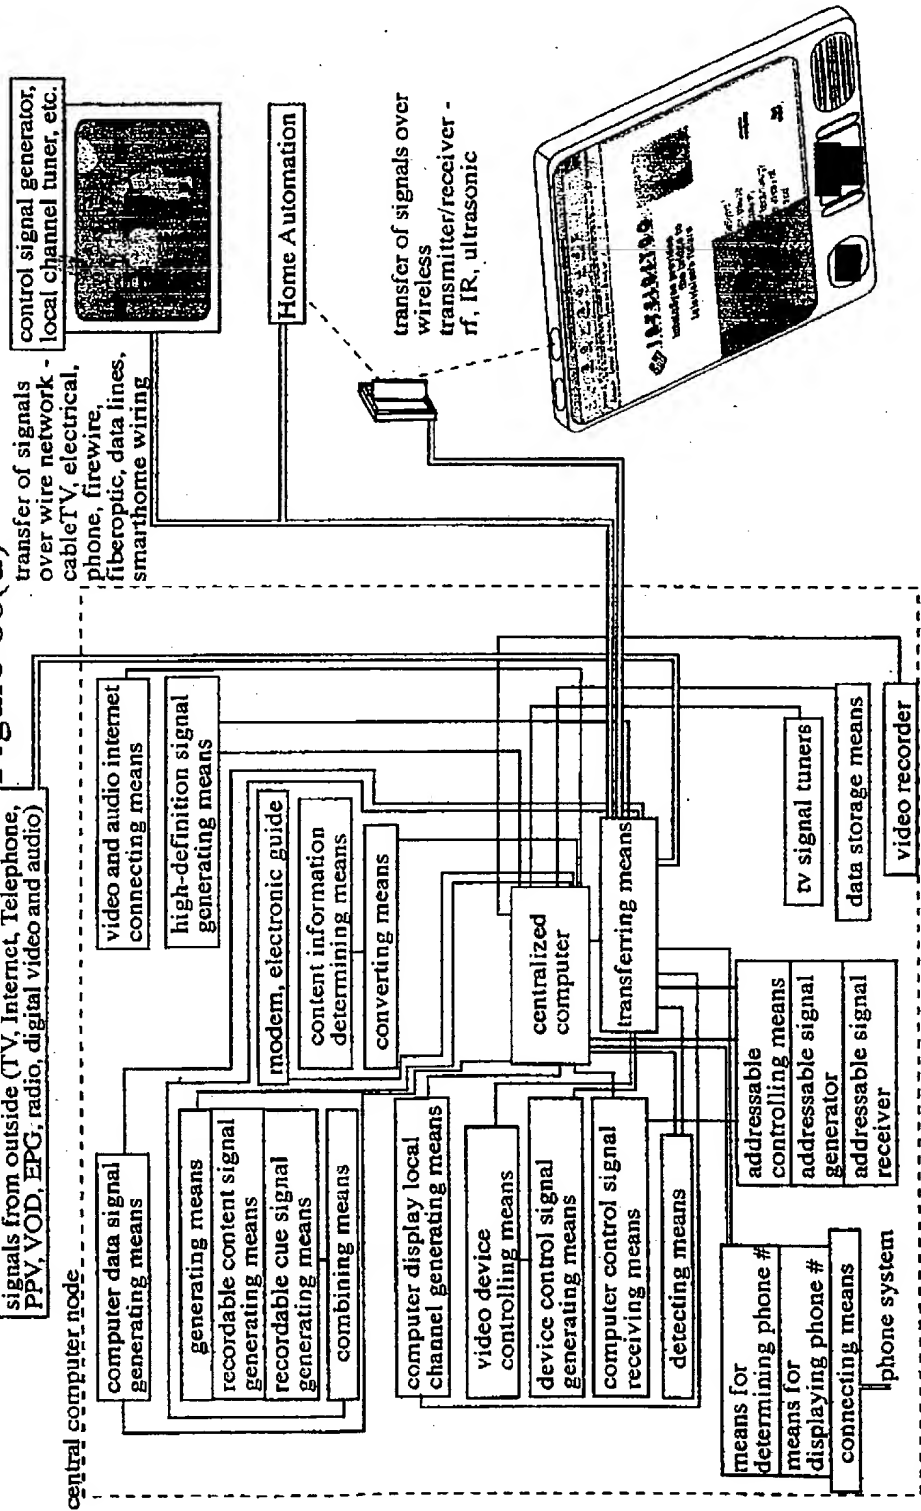 signals from outside (TV, Internet, Telephone,
PPV, VOD, EPG, radio, digital video and audio)
central computer node
computer data signal
generating means
generating means
recordable content signal
generating means
recordable cue signal
generating means
combining means
computer display local
channel generating means
video device
controlling means
device control signal
generating means
computer control signal
receiving means
detecting means
means for
determining phone #
means for
displaying phone #
connecting means
phone system
video and audio internet
connecting means
high-definition signal
generating means
modem, electronic guide
content information
determining means
converting means
centralized
computer
transferring means
addressable
controlling means
addressable signal
generator
addressable signal
receiver
tv signal tuners
data storage means
video recorder
transfer of signals
over wire network -
cableTV, electrical,
phone, firewire,
fiberoptic, data lines,
smarthome wiring
control signal generator,
local channel tuner, etc.
Home Automation
transfer of signals over
wireless
transmitter/receiver -
rf, IR, ultrasonic